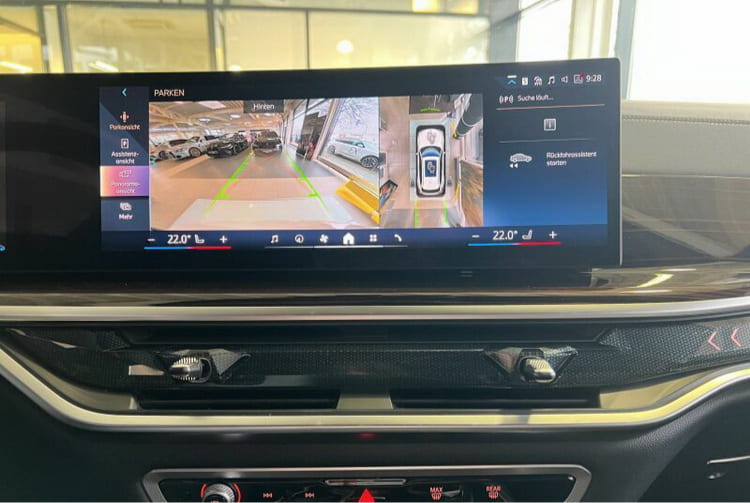 PARKEN
9:28
Hinten
Suche läuft...
Parkansicht
Assistenz-
ansicht
Panorama-
ansicht
Mehr
Rückfahrassistent
starten
− 22.0° +
− 22.0° +
MAX
REAR